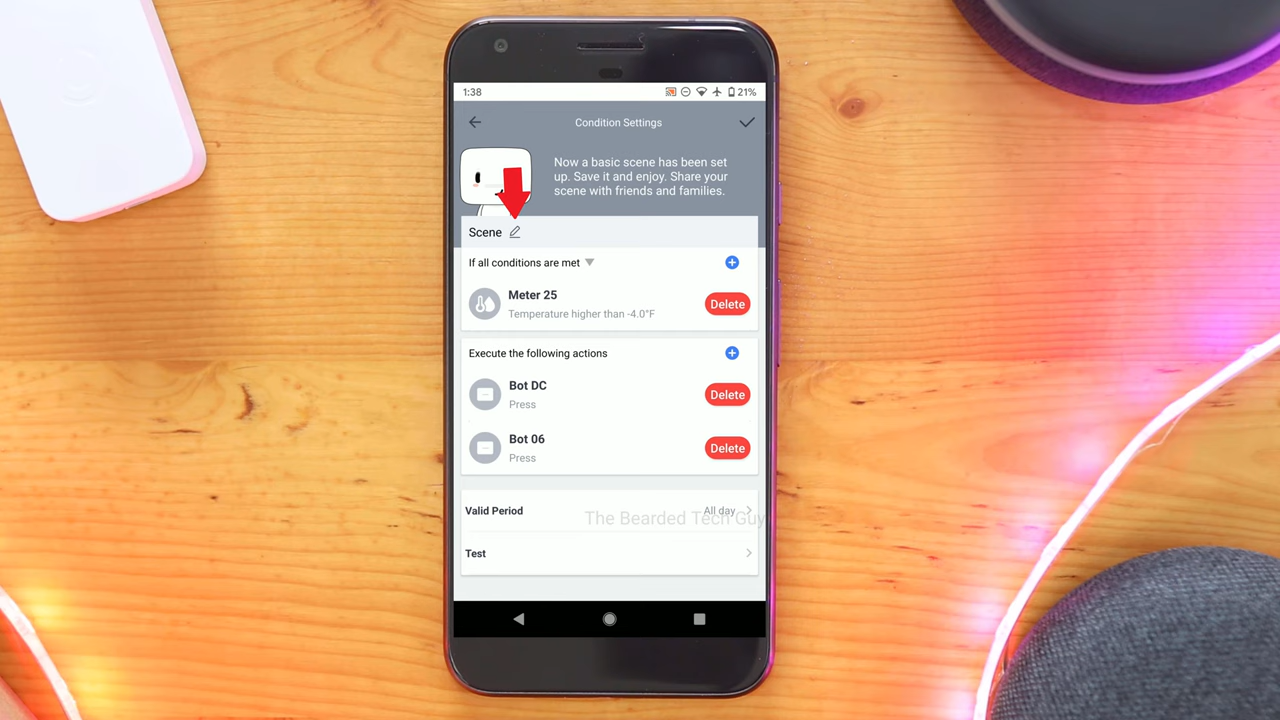 1:38
21%
Condition Settings
Now a basic scene has been set
up. Save it and enjoy. Share your
scene with friends and families.
Scene
If all conditions are met
Meter 25
Temperature higher than -4.0°F
Delete
Execute the following actions
Bot DC
Press
Delete
Bot 06
Press
Delete
Valid Period
All day
The Bearded Tech Guy
Test